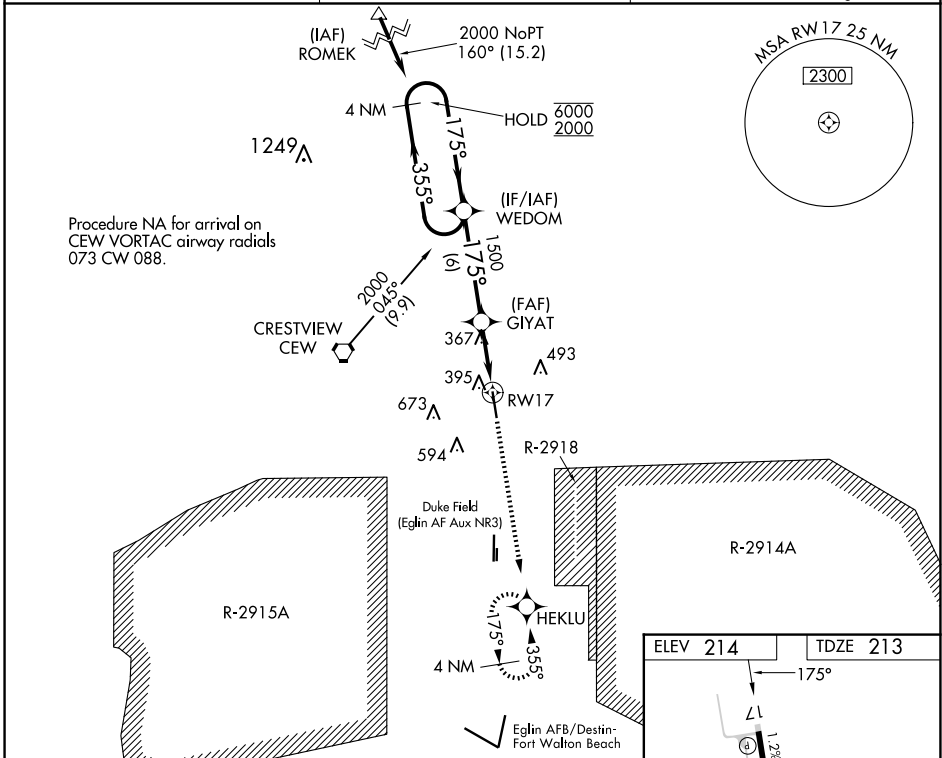 (IAF)
ROMEK
2000 NoPT
160° (15.2)
MSA RW17 25 NM
2300
4 NM
HOLD
6000
2000
175°
355°
1249
(IF/IAF)
WEDOM
Procedure NA for arrival on
CEW VORTAC airway radials
073 CW 088.
1500
175°
(6)
2000
045°
(9.9)
CRESTVIEW
CEW
(FAF)
GIYAT
367
493
395
RW17
673
594
R-2918
Duke Field
(Eglin AF Aux NR3)
R-2914A
R-2915A
HEKLU
175°
355°
4 NM
Eglin AFB/Destin-
Fort Walton Beach
ELEV 214
TDZE 213
175°
17
P
1.2%